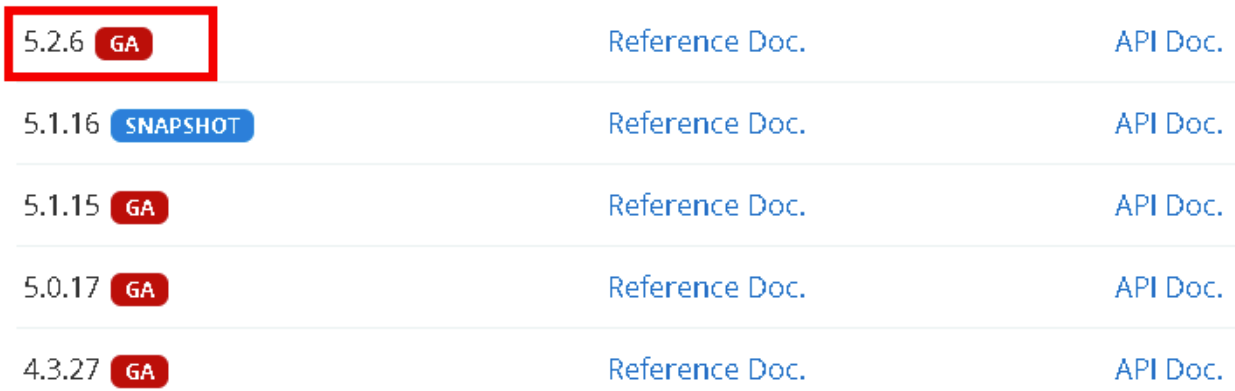 5.2.6 GA Reference Doc. API Doc.
5.1.16 SNAPSHOT Reference Doc. API Doc.
5.1.15 GA Reference Doc. API Doc.
5.0.17 GA Reference Doc. API Doc.
4.3.27 GA Reference Doc. API Doc.